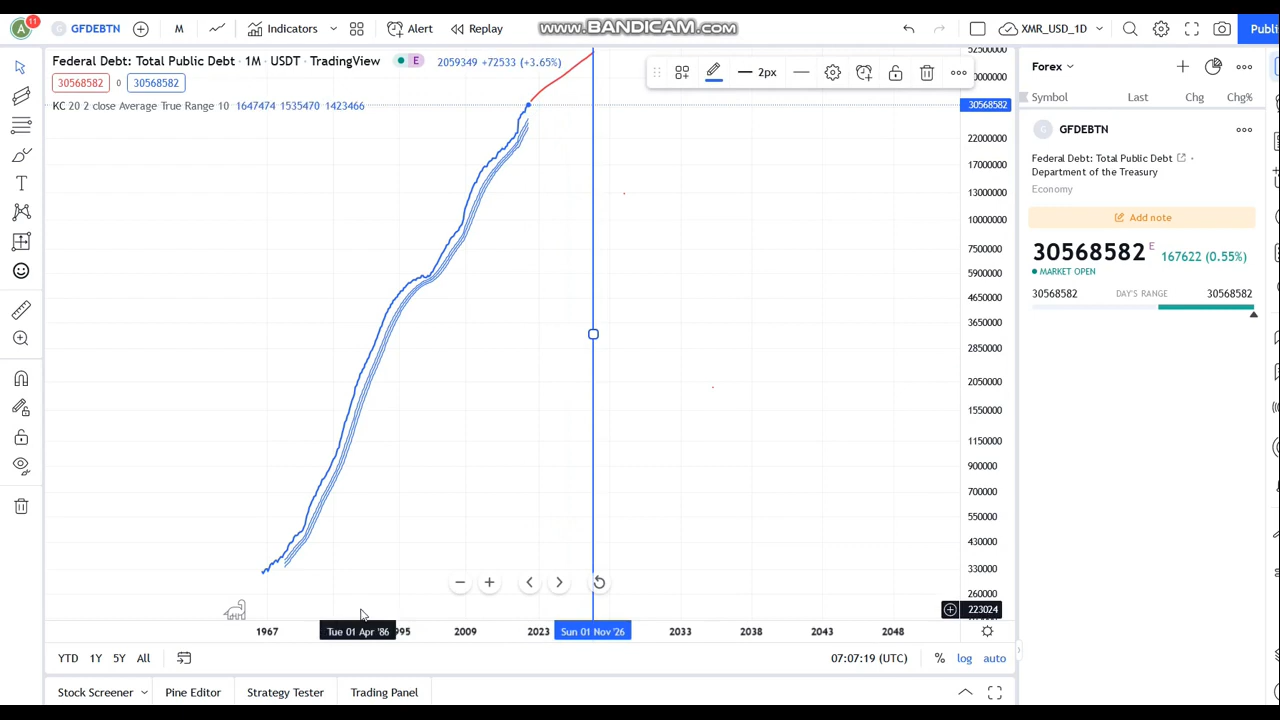 A 11 G GFDEBTN M Indicators Alert Replay WWW.BANDICAM.COM XMR_USD_1D Publi
Federal Debt: Total Public Debt · 1M · USDT · TradingView E 2059349 +72533 (+3.65%)
30568582 0 30568582
KC 20 2 close Average True Range 10 1647474 1535470 1423466
2px
52500000
30568582
22000000
17000000
13000000
10000000
7500000
5900000
4650000
3650000
2850000
2050000
1550000
1150000
900000
700000
550000
430000
330000
260000
223024
1967 Tue 01 Apr '86 995 2009 2023 Sun 01 Nov '26 2033 2038 2043 2048
YTD 1Y 5Y All 07:07:19 (UTC) % log auto
Stock Screener Pine Editor Strategy Tester Trading Panel
Forex
Symbol Last Chg Chg%
G GFDEBTN
Federal Debt: Total Public Debt ·
Department of the Treasury
Economy
Add note
30568582 E 167622 (0.55%)
MARKET OPEN
30568582 DAY'S RANGE 30568582